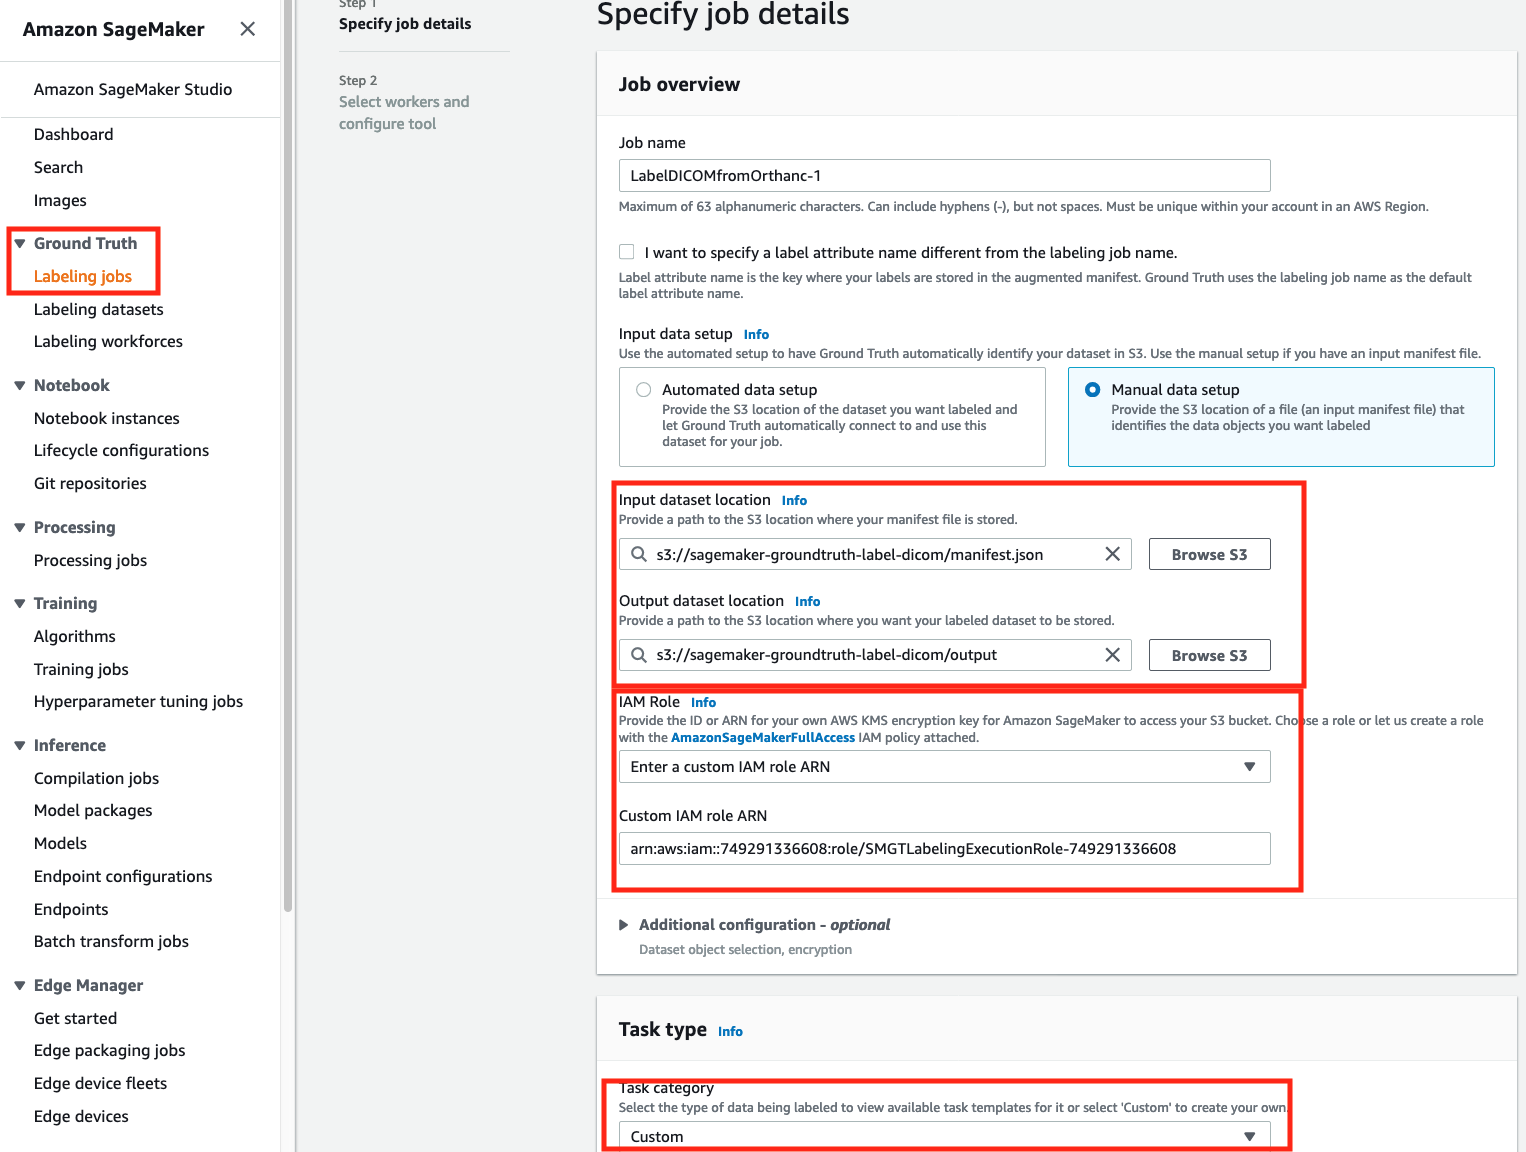 Amazon SageMaker
Amazon SageMaker Studio
Dashboard
Search
Images
Ground Truth
Labeling jobs
Labeling datasets
Labeling workforces
Notebook
Notebook instances
Lifecycle configurations
Git repositories
Processing
Processing jobs
Training
Algorithms
Training jobs
Hyperparameter tuning jobs
Inference
Compilation jobs
Model packages
Models
Endpoint configurations
Endpoints
Batch transform jobs
Edge Manager
Get started
Edge packaging jobs
Edge device fleets
Edge devices
Step 1
Specify job details
Step 2
Select workers and
configure tool
Specify job details
Job overview
Job name
LabelDICOMfromOrthanc-1
Maximum of 63 alphanumeric characters. Can include hyphens (-), but not spaces. Must be unique within your account in an AWS Region.
I want to specify a label attribute name different from the labeling job name.
Label attribute name is the key where your labels are stored in the augmented manifest. Ground Truth uses the labeling job name as the default
label attribute name.
Input data setup Info
Use the automated setup to have Ground Truth automatically identify your dataset in S3. Use the manual setup if you have an input manifest file.
Automated data setup
Provide the S3 location of the dataset you want labeled and
let Ground Truth automatically connect to and use this
dataset for your job.
Manual data setup
Provide the S3 location of a file (an input manifest file) that
identifies the data objects you want labeled
Input dataset location Info
Provide a path to the S3 location where your manifest file is stored.
s3://sagemaker-groundtruth-label-dicom/manifest.json
Browse S3
Output dataset location Info
Provide a path to the S3 location where you want your labeled dataset to be stored.
s3://sagemaker-groundtruth-label-dicom/output
Browse S3
IAM Role Info
Provide the ID or ARN for your own AWS KMS encryption key for Amazon SageMaker to access your S3 bucket. Choose a role or let us create a role
with the AmazonSageMakerFullAccess IAM policy attached.
Enter a custom IAM role ARN
Custom IAM role ARN
arn:aws:iam::749291336608:role/SMGTLabelingExecutionRole-749291336608
Additional configuration - optional
Dataset object selection, encryption
Task type Info
Task category
Select the type of data being labeled to view available task templates for it or select 'Custom' to create your own.
Custom